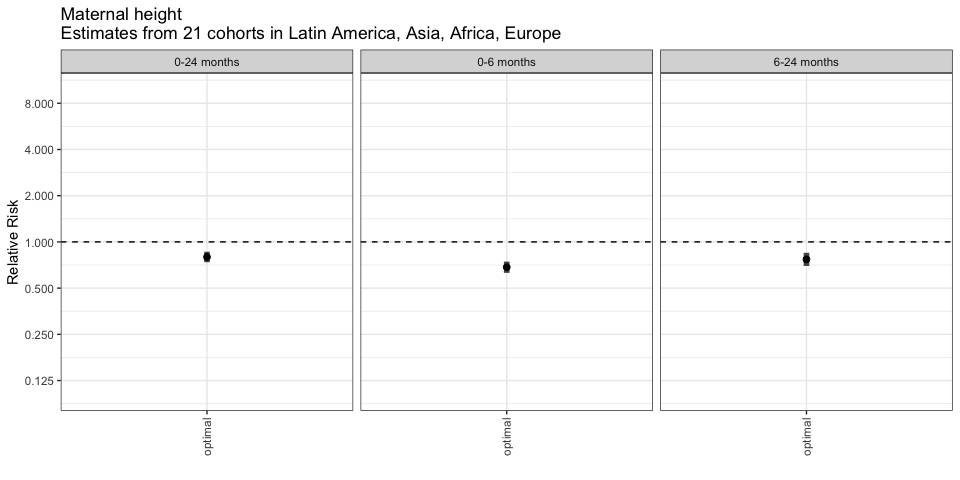 Maternal height
Estimates from 21 cohorts in Latin America, Asia, Africa, Europe
0-24 months
0-6 months
6-24 months
Relative Risk
8.000
4.000
2.000
1.000
0.500
0.250
0.125
optimal
optimal
optimal